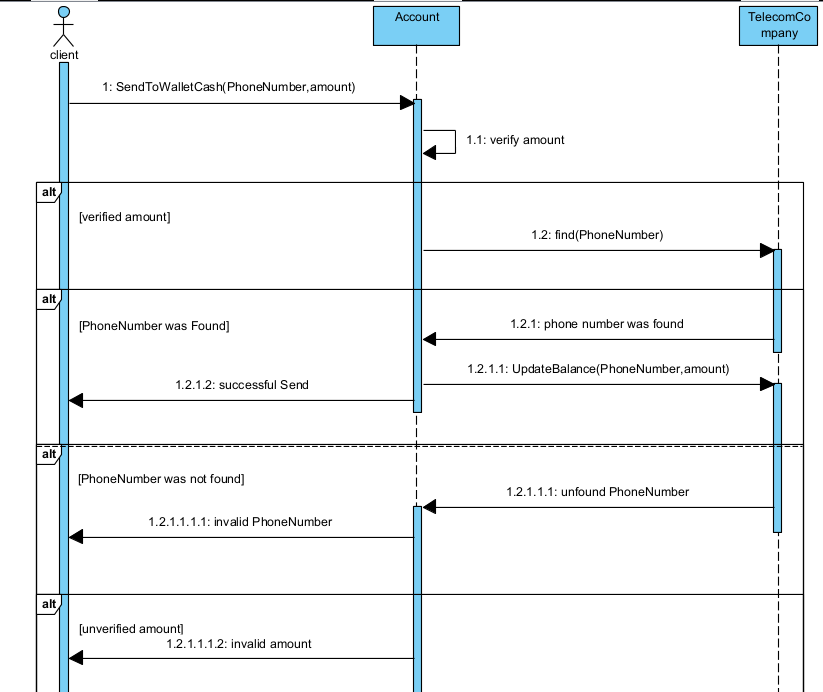 client
Account
TelecomCo
mpany
1: SendToWalletCash(PhoneNumber,amount)
1.1: verify amount
alt
[verified amount]
1.2: find(PhoneNumber)
alt
[PhoneNumber was Found]
1.2.1: phone number was found
1.2.1.1: UpdateBalance(PhoneNumber,amount)
1.2.1.2: successful Send
alt
[PhoneNumber was not found]
1.2.1.1.1: unfound PhoneNumber
1.2.1.1.1.1: invalid PhoneNumber
alt
[unverified amount]
1.2.1.1.1.2: invalid amount